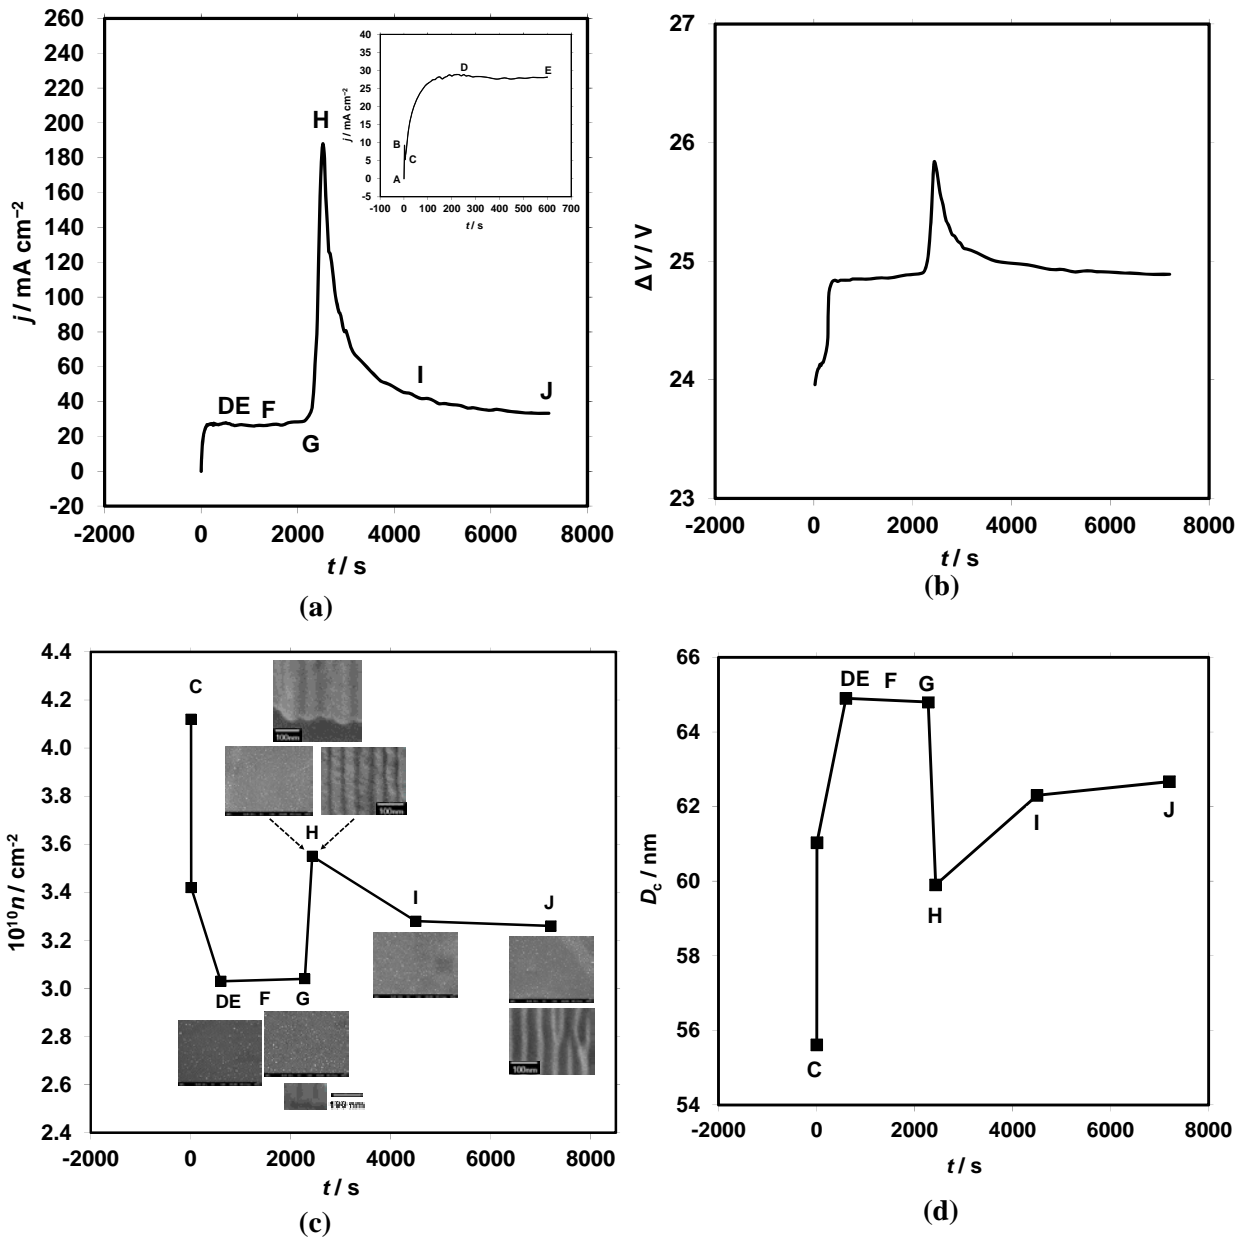 260
240
220
200
180
160
140
120
100
80
60
40
20
0
-20
j / mA cm⁻²
-2000 0 2000 4000 6000 8000
t / s
H
DE F
G
I
J
40
35
30
25
20
15
10
5
0
-5
j / mA cm⁻²
-100 0 100 200 300 400 500 600 700
t / s
A
B
C
D
E
(a)
27
26
25
24
23
ΔV / V
-2000 0 2000 4000 6000 8000
t / s
(b)
4.4
4.2
4.0
3.8
3.6
3.4
3.2
3.0
2.8
2.6
2.4
10¹⁰n / cm⁻²
-2000 0 2000 4000 6000 8000
t / s
C
100nm
100nm
H
I
J
DE F G
100nm
100 nm
(c)
66
64
62
60
58
56
54
Dc / nm
-2000 0 2000 4000 6000 8000
t / s
DE F G
C
H
I
J
(d)